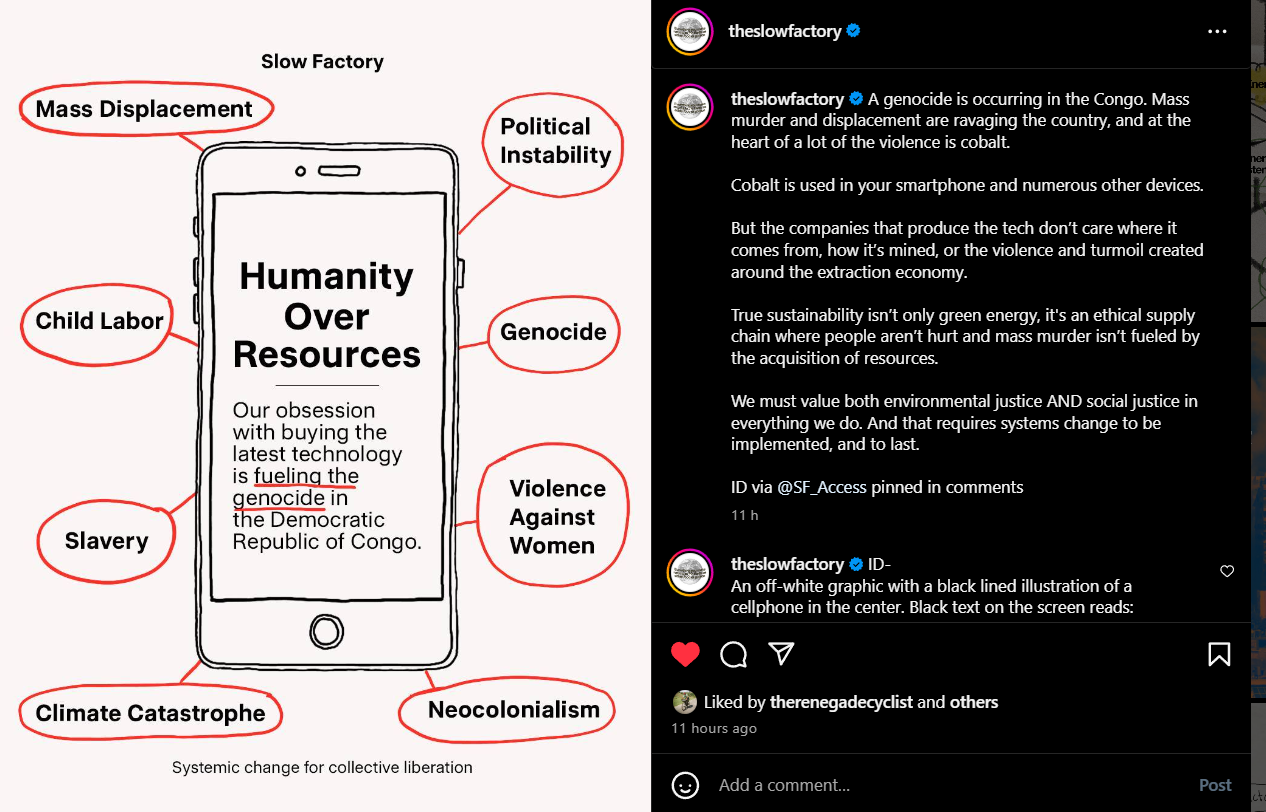 Slow Factory
Mass Displacement
Political
Instability
Child Labor
Humanity
Over
Resources
Genocide
Our obsession
with buying the
latest technology
is fueling the
genocide in
the Democratic
Republic of Congo.
Slavery
Violence
Against
Women
Climate Catastrophe
Neocolonialism
Systemic change for collective liberation
theslowfactory
theslowfactory A genocide is occurring in the Congo. Mass
murder and displacement are ravaging the country, and at the
heart of a lot of the violence is cobalt.
Cobalt is used in your smartphone and numerous other devices.
But the companies that produce the tech don’t care where it
comes from, how it’s mined, or the violence and turmoil created
around the extraction economy.
True sustainability isn’t only green energy, it's an ethical supply
chain where people aren’t hurt and mass murder isn’t fueled by
the acquisition of resources.
We must value both environmental justice AND social justice in
everything we do. And that requires systems change to be
implemented, and to last.
ID via @SF_Access pinned in comments
11 h
theslowfactory ID-
An off-white graphic with a black lined illustration of a
cellphone in the center. Black text on the screen reads:
Liked by therenegadecyclist and others
11 hours ago
Add a comment...
Post